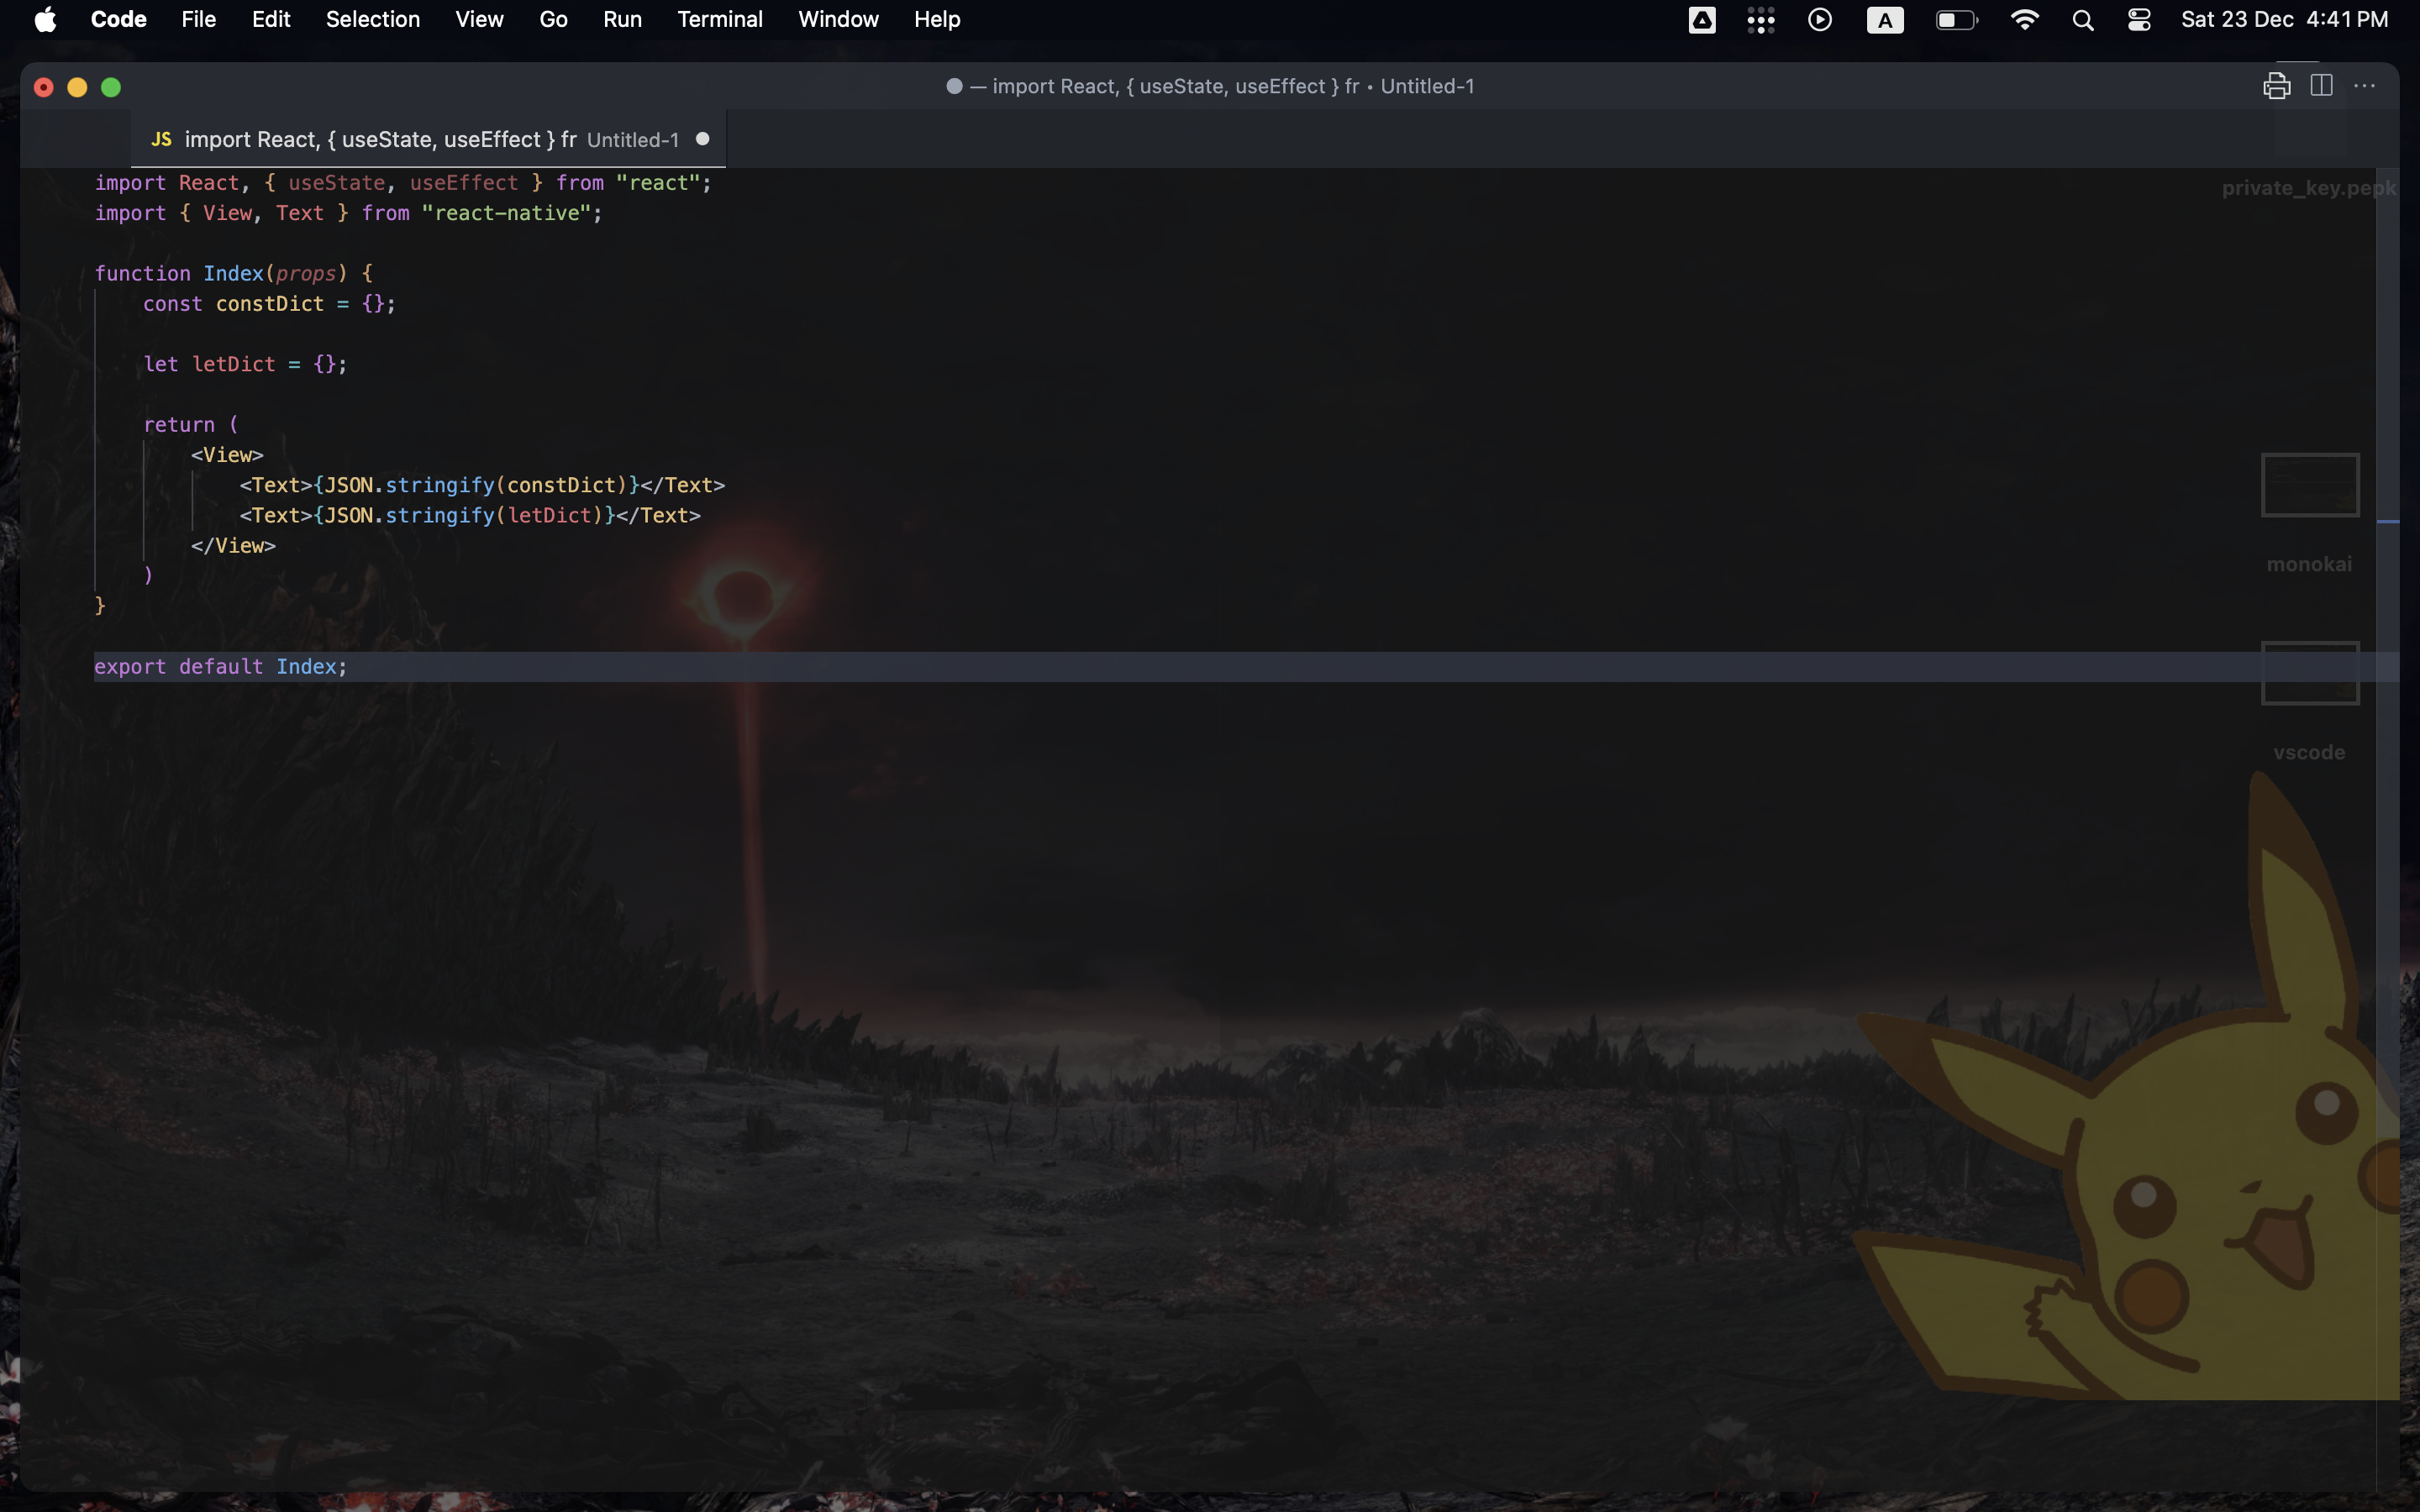 Code File Edit Selection View Go Run Terminal Window Help A Sat 23 Dec 4:41 PM
— import React, { useState, useEffect } fr • Untitled-1
JS import React, { useState, useEffect } fr Untitled-1
import React, { useState, useEffect } from "react";
import { View, Text } from "react-native";
function Index(props) {
const constDict = {};
let letDict = {};
return (
<View>
<Text>{JSON.stringify(constDict)}</Text>
<Text>{JSON.stringify(letDict)}</Text>
</View>
)
}
export default Index;
private_key.pepk
monokai
vscode